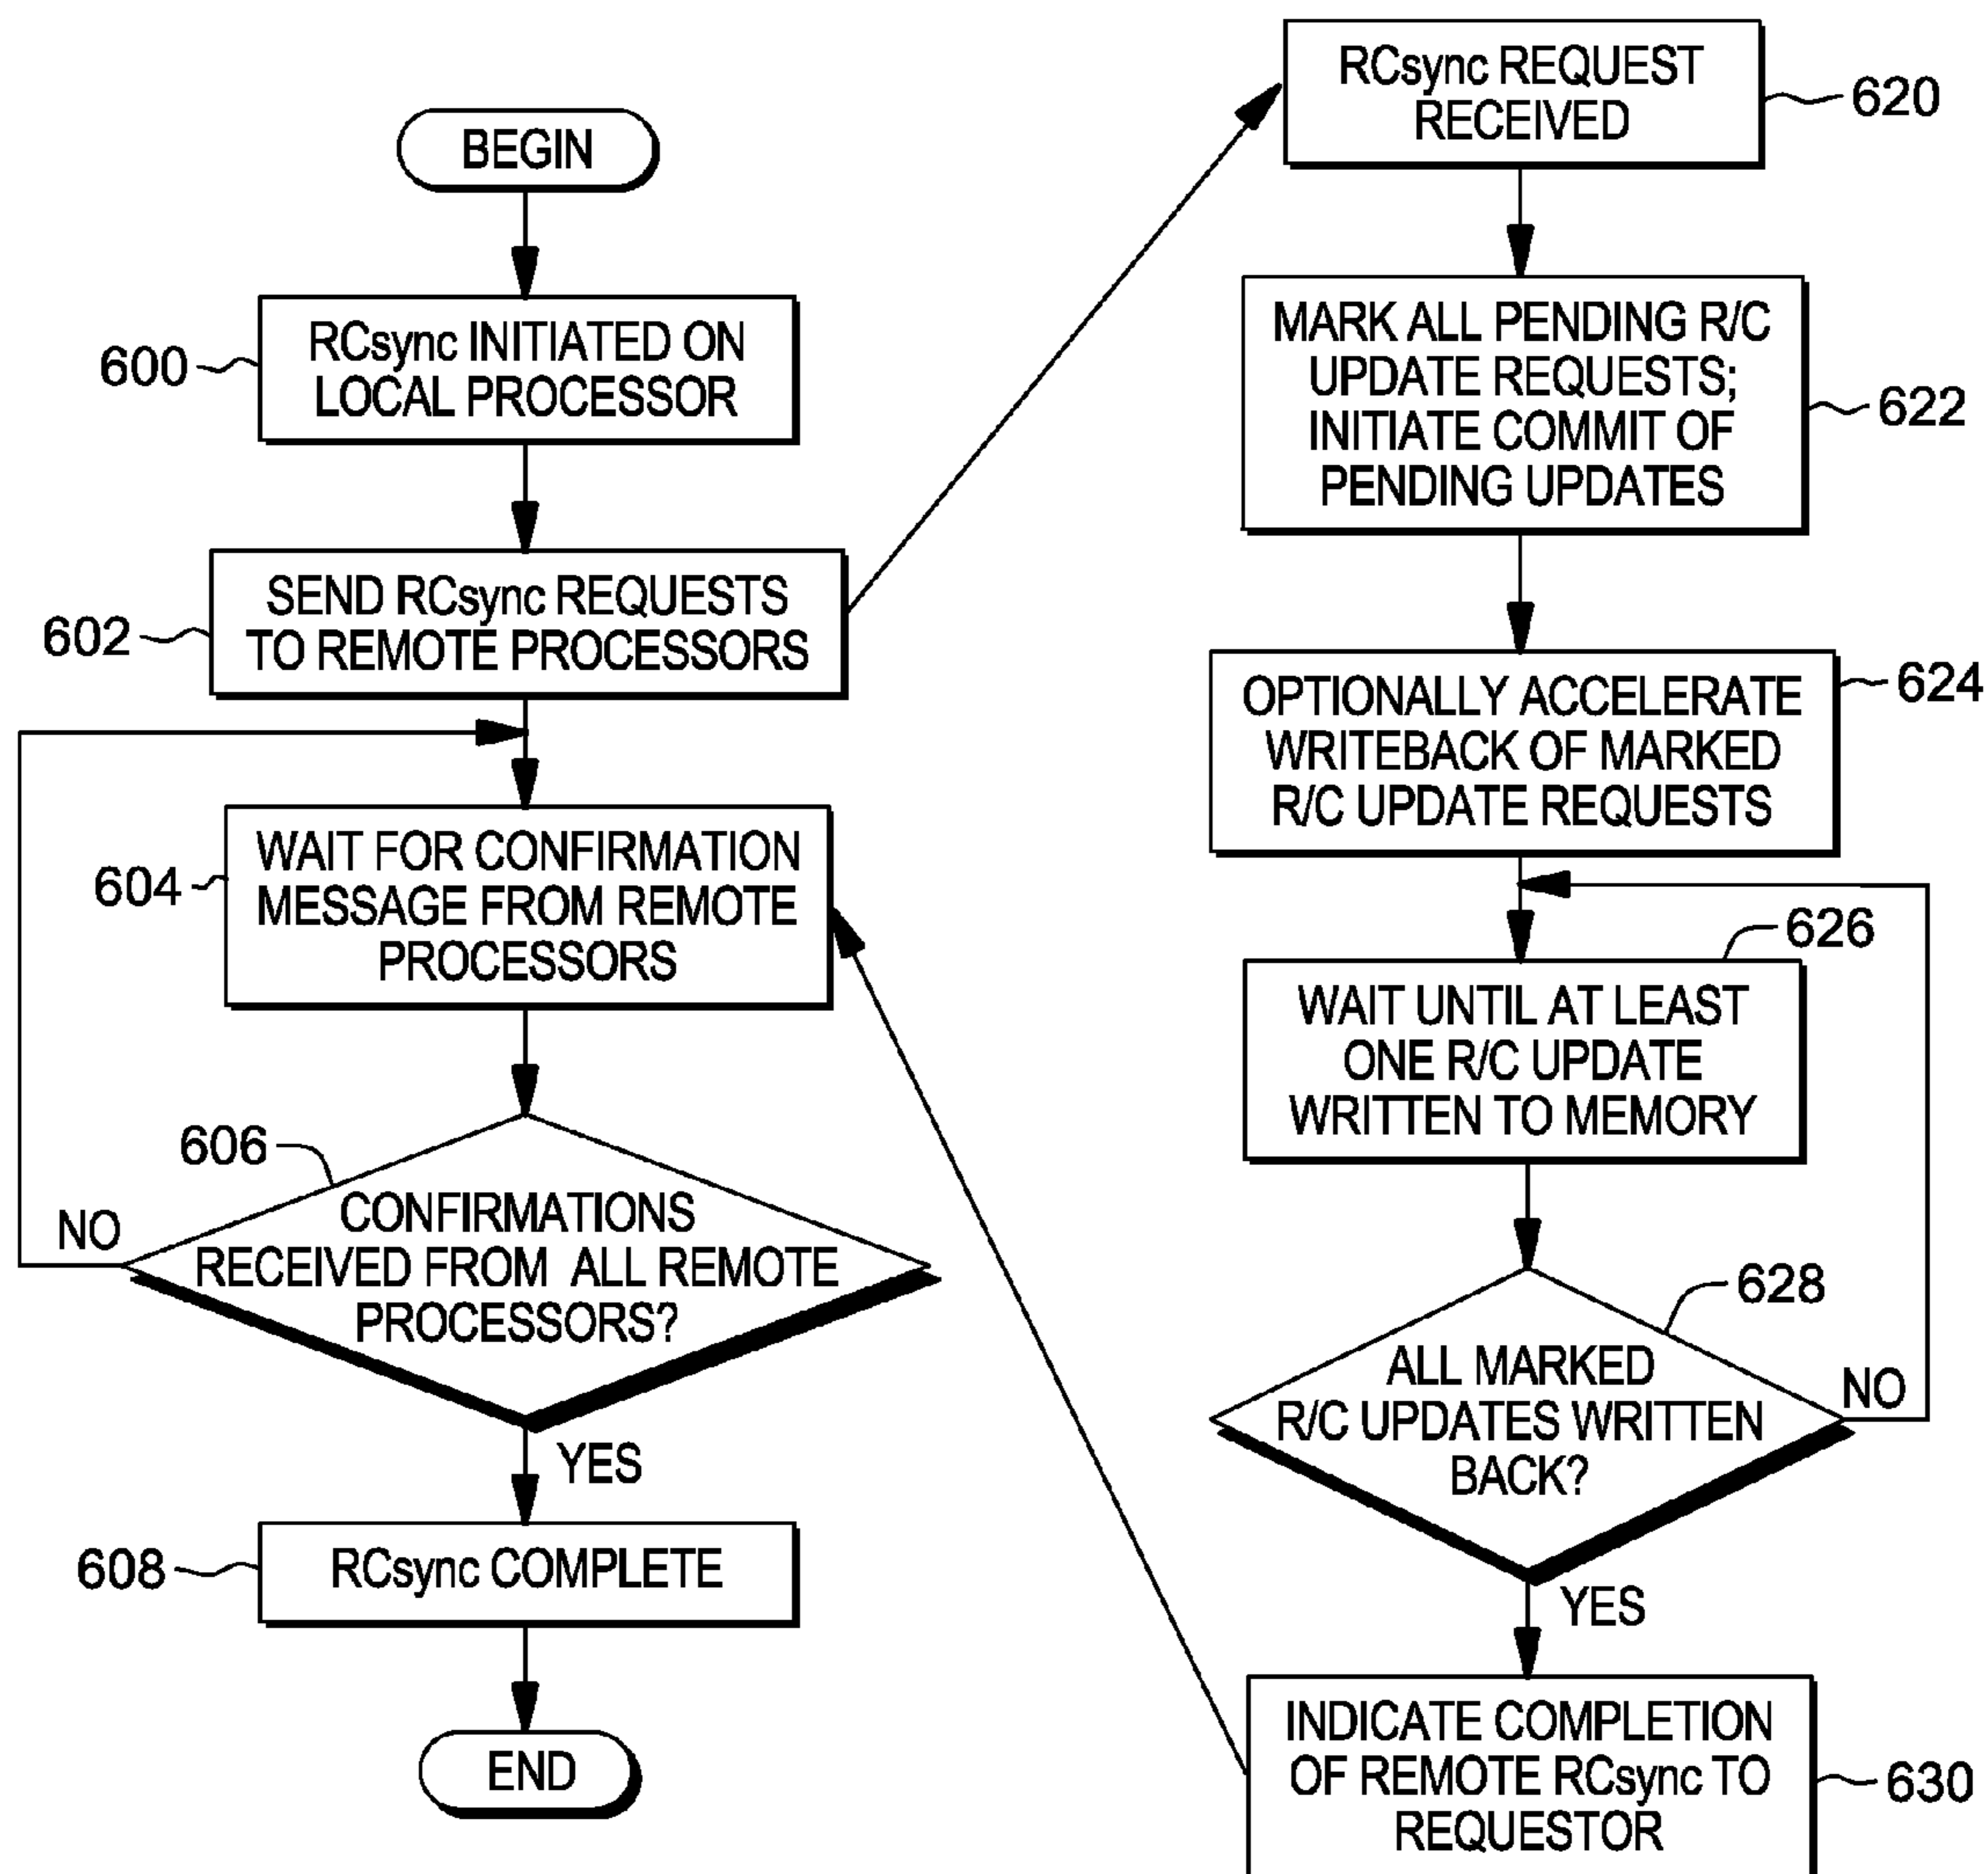 BEGIN
600
RCsync INITIATED ON
LOCAL PROCESSOR
602
SEND RCsync REQUESTS
TO REMOTE PROCESSORS
604
WAIT FOR CONFIRMATION
MESSAGE FROM REMOTE
PROCESSORS
606
CONFIRMATIONS
RECEIVED FROM ALL REMOTE
PROCESSORS?
NO
YES
608
RCsync COMPLETE
END
RCsync REQUEST
RECEIVED
620
MARK ALL PENDING R/C
UPDATE REQUESTS;
INITIATE COMMIT OF
PENDING UPDATES
622
OPTIONALLY ACCELERATE
WRITEBACK OF MARKED
R/C UPDATE REQUESTS
624
626
WAIT UNTIL AT LEAST
ONE R/C UPDATE
WRITTEN TO MEMORY
628
ALL MARKED
R/C UPDATES WRITTEN
BACK?
NO
YES
INDICATE COMPLETION
OF REMOTE RCsync TO
REQUESTOR
630